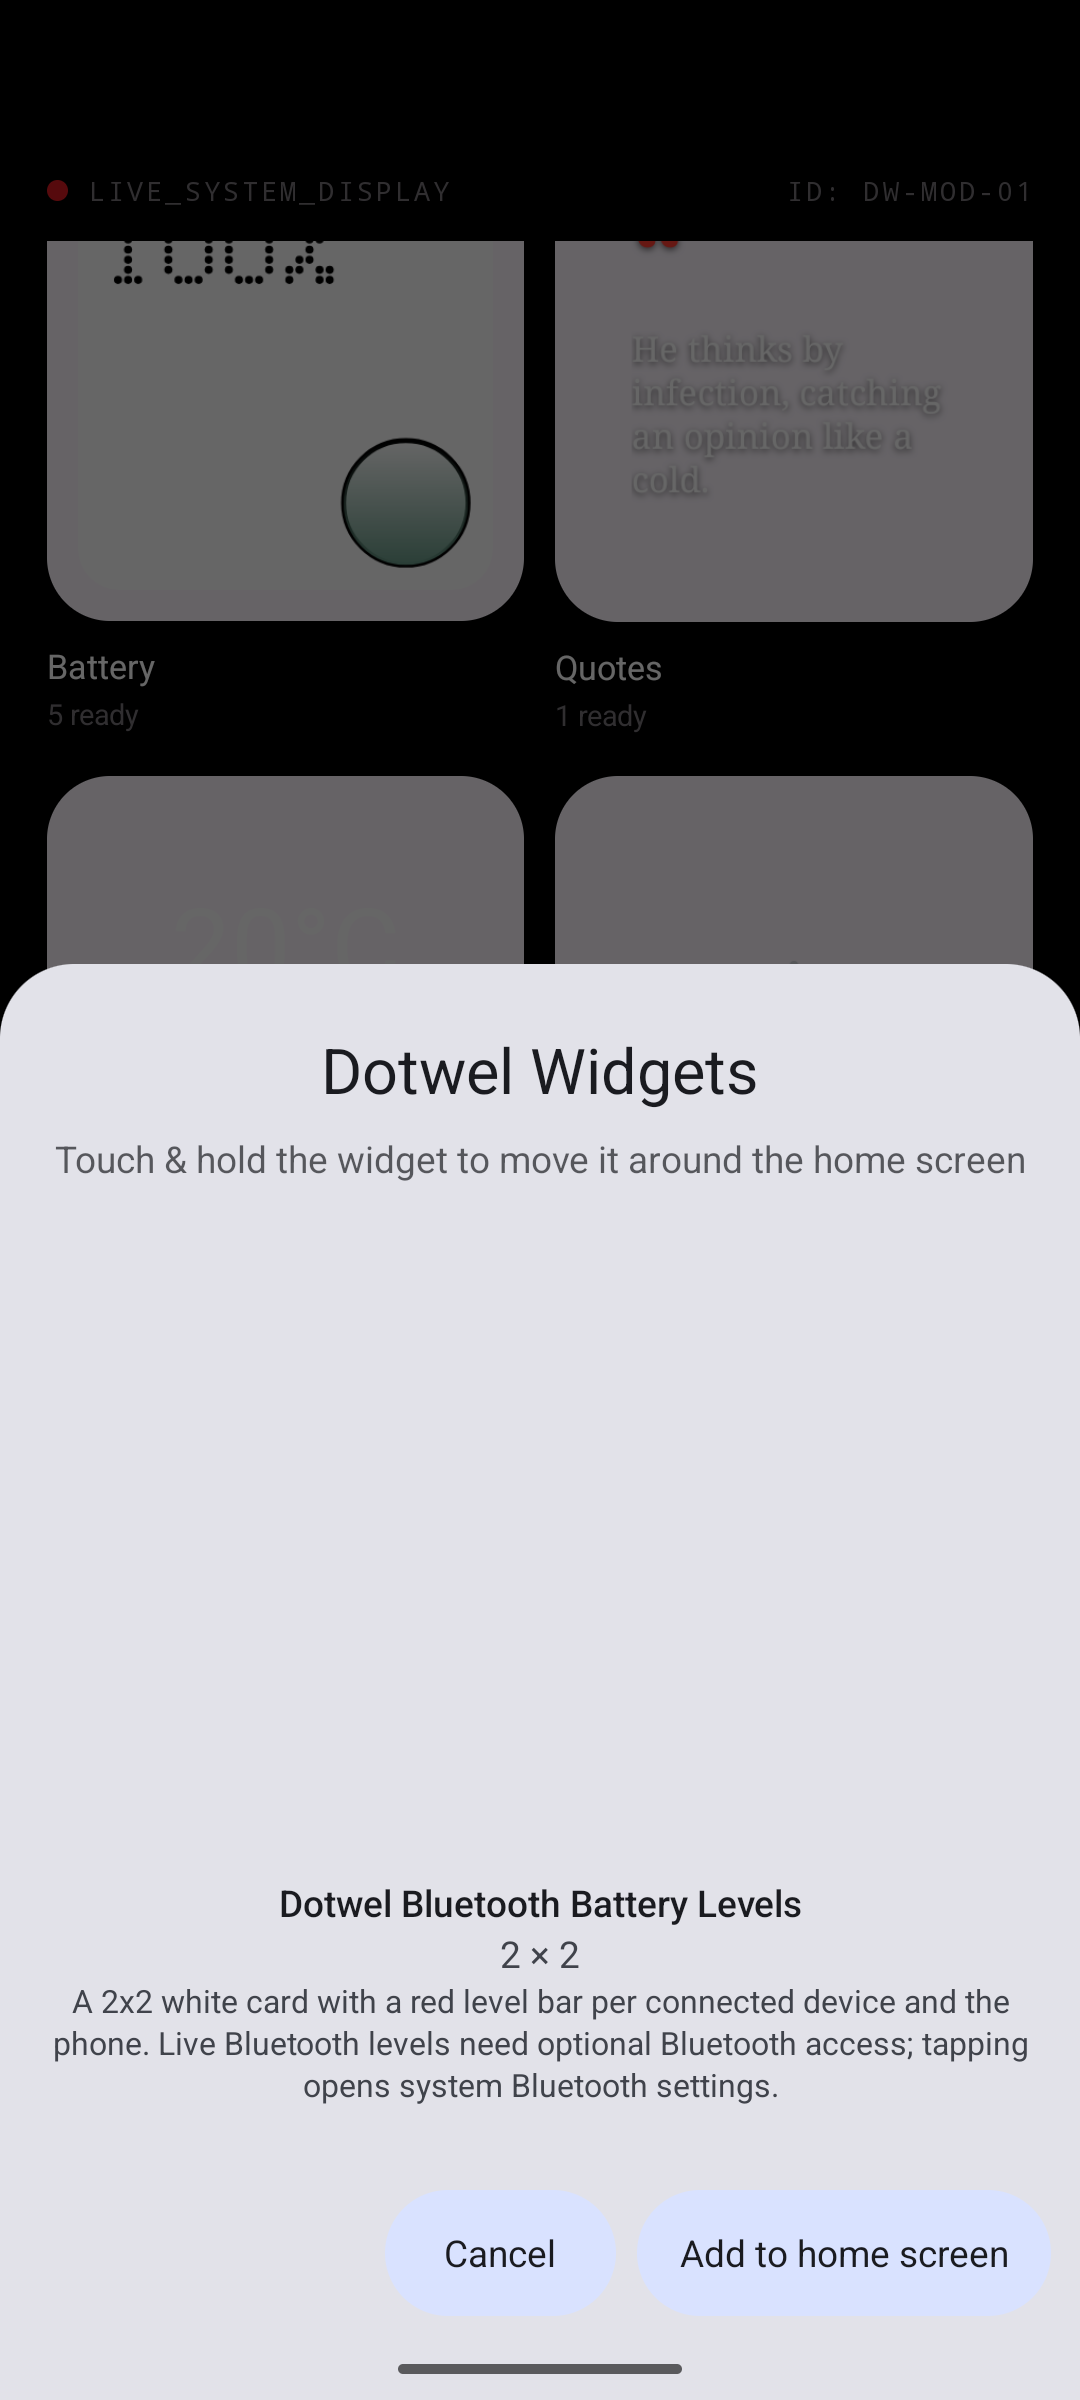 LIVE_SYSTEM_DISPLAY
ID: DW-MOD-01
100%
He thinks by
infection, catching
an opinion like a
cold.
Battery
Quotes
5 ready
1 ready
20°C
Dotwel Widgets
Touch & hold the widget to move it around the home screen
Dotwel Bluetooth Battery Levels
2 × 2
A 2x2 white card with a red level bar per connected device and the
phone. Live Bluetooth levels need optional Bluetooth access; tapping
opens system Bluetooth settings.
Cancel
Add to home screen